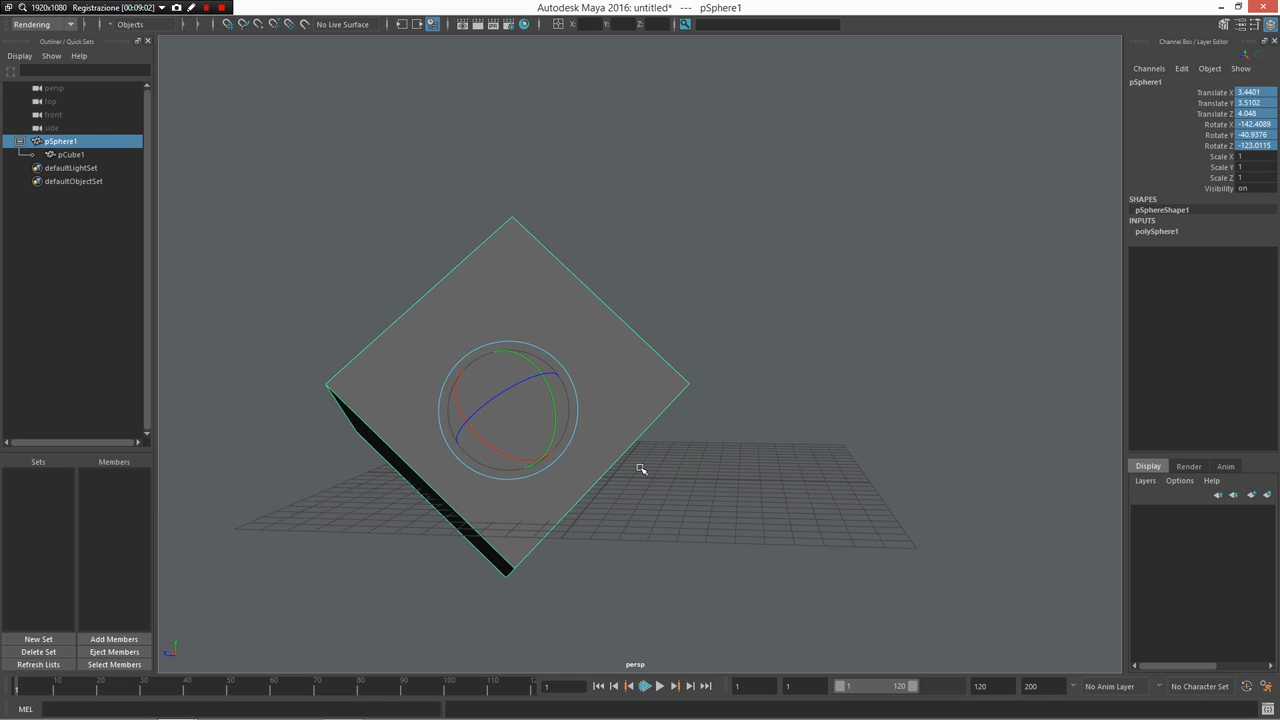 1920x1080 Registrazione [00:09:02]
Autodesk Maya 2016: untitled* --- pSphere1
Rendering
Objects
No Live Surface
X:
Y:
Z:
Outliner / Quick Sets
Display Show Help
persp
top
front
side
pSphere1
pCube1
defaultLightSet
defaultObjectSet
Sets Members
New Set Add Members
Delete Set Eject Members
Refresh Lists Select Members
persp
Channel Box / Layer Editor
Channels Edit Object Show
pSphere1
Translate X 3.4401
Translate Y 3.5102
Translate Z 4.048
Rotate X -142.4089
Rotate Y -40.9376
Rotate Z -123.0115
Scale X 1
Scale Y 1
Scale Z 1
Visibility on
SHAPES
pSphereShape1
INPUTS
polySphere1
Display Render Anim
Layers Options Help
10 20 30 40 50 60 70 80 90 100 110 12
1
1 1 1 120 120 200 No Anim Layer No Character Set
MEL